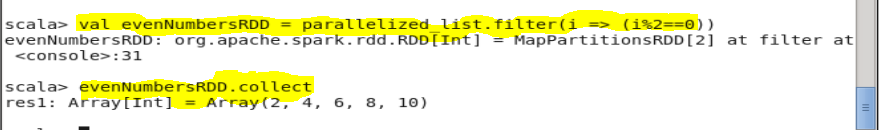 scala> val evenNumbersRDD = parallelized_list.filter(i => (i%2==0))
evenNumbersRDD: org.apache.spark.rdd.RDD[Int] = MapPartitionsRDD[2] at filter at
<console>:31
scala> evenNumbersRDD.collect
res1: Array[Int] = Array(2, 4, 6, 8, 10)